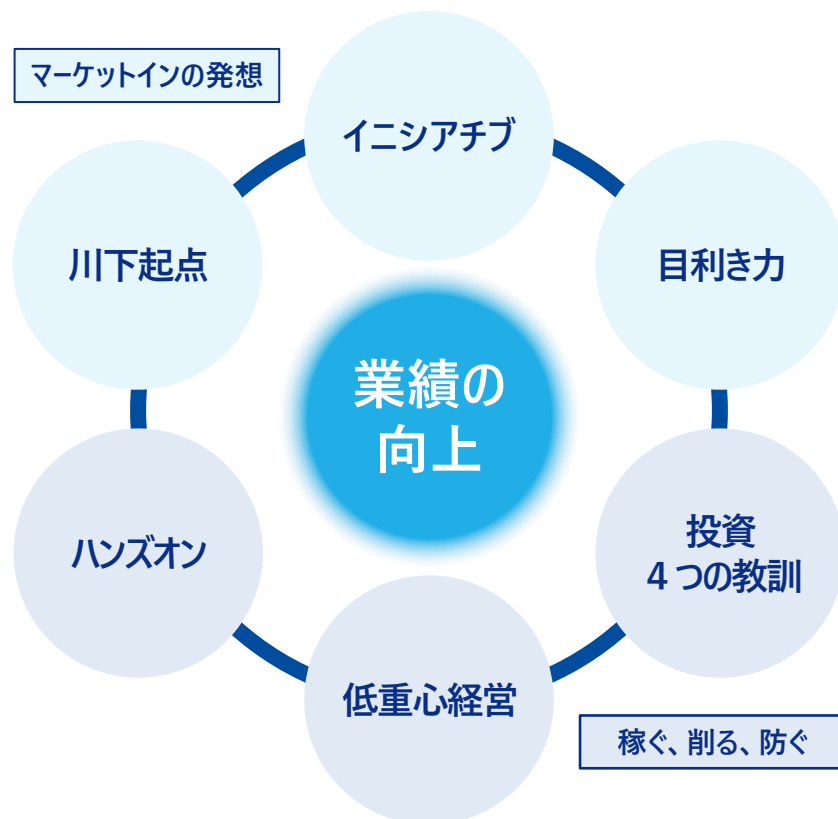 マーケットインの発想
イニシアチブ
川下起点
目利き力
業績の
向上
ハンズオン
投資
4つの教訓
低重心経営
稼ぐ、削る、防ぐ